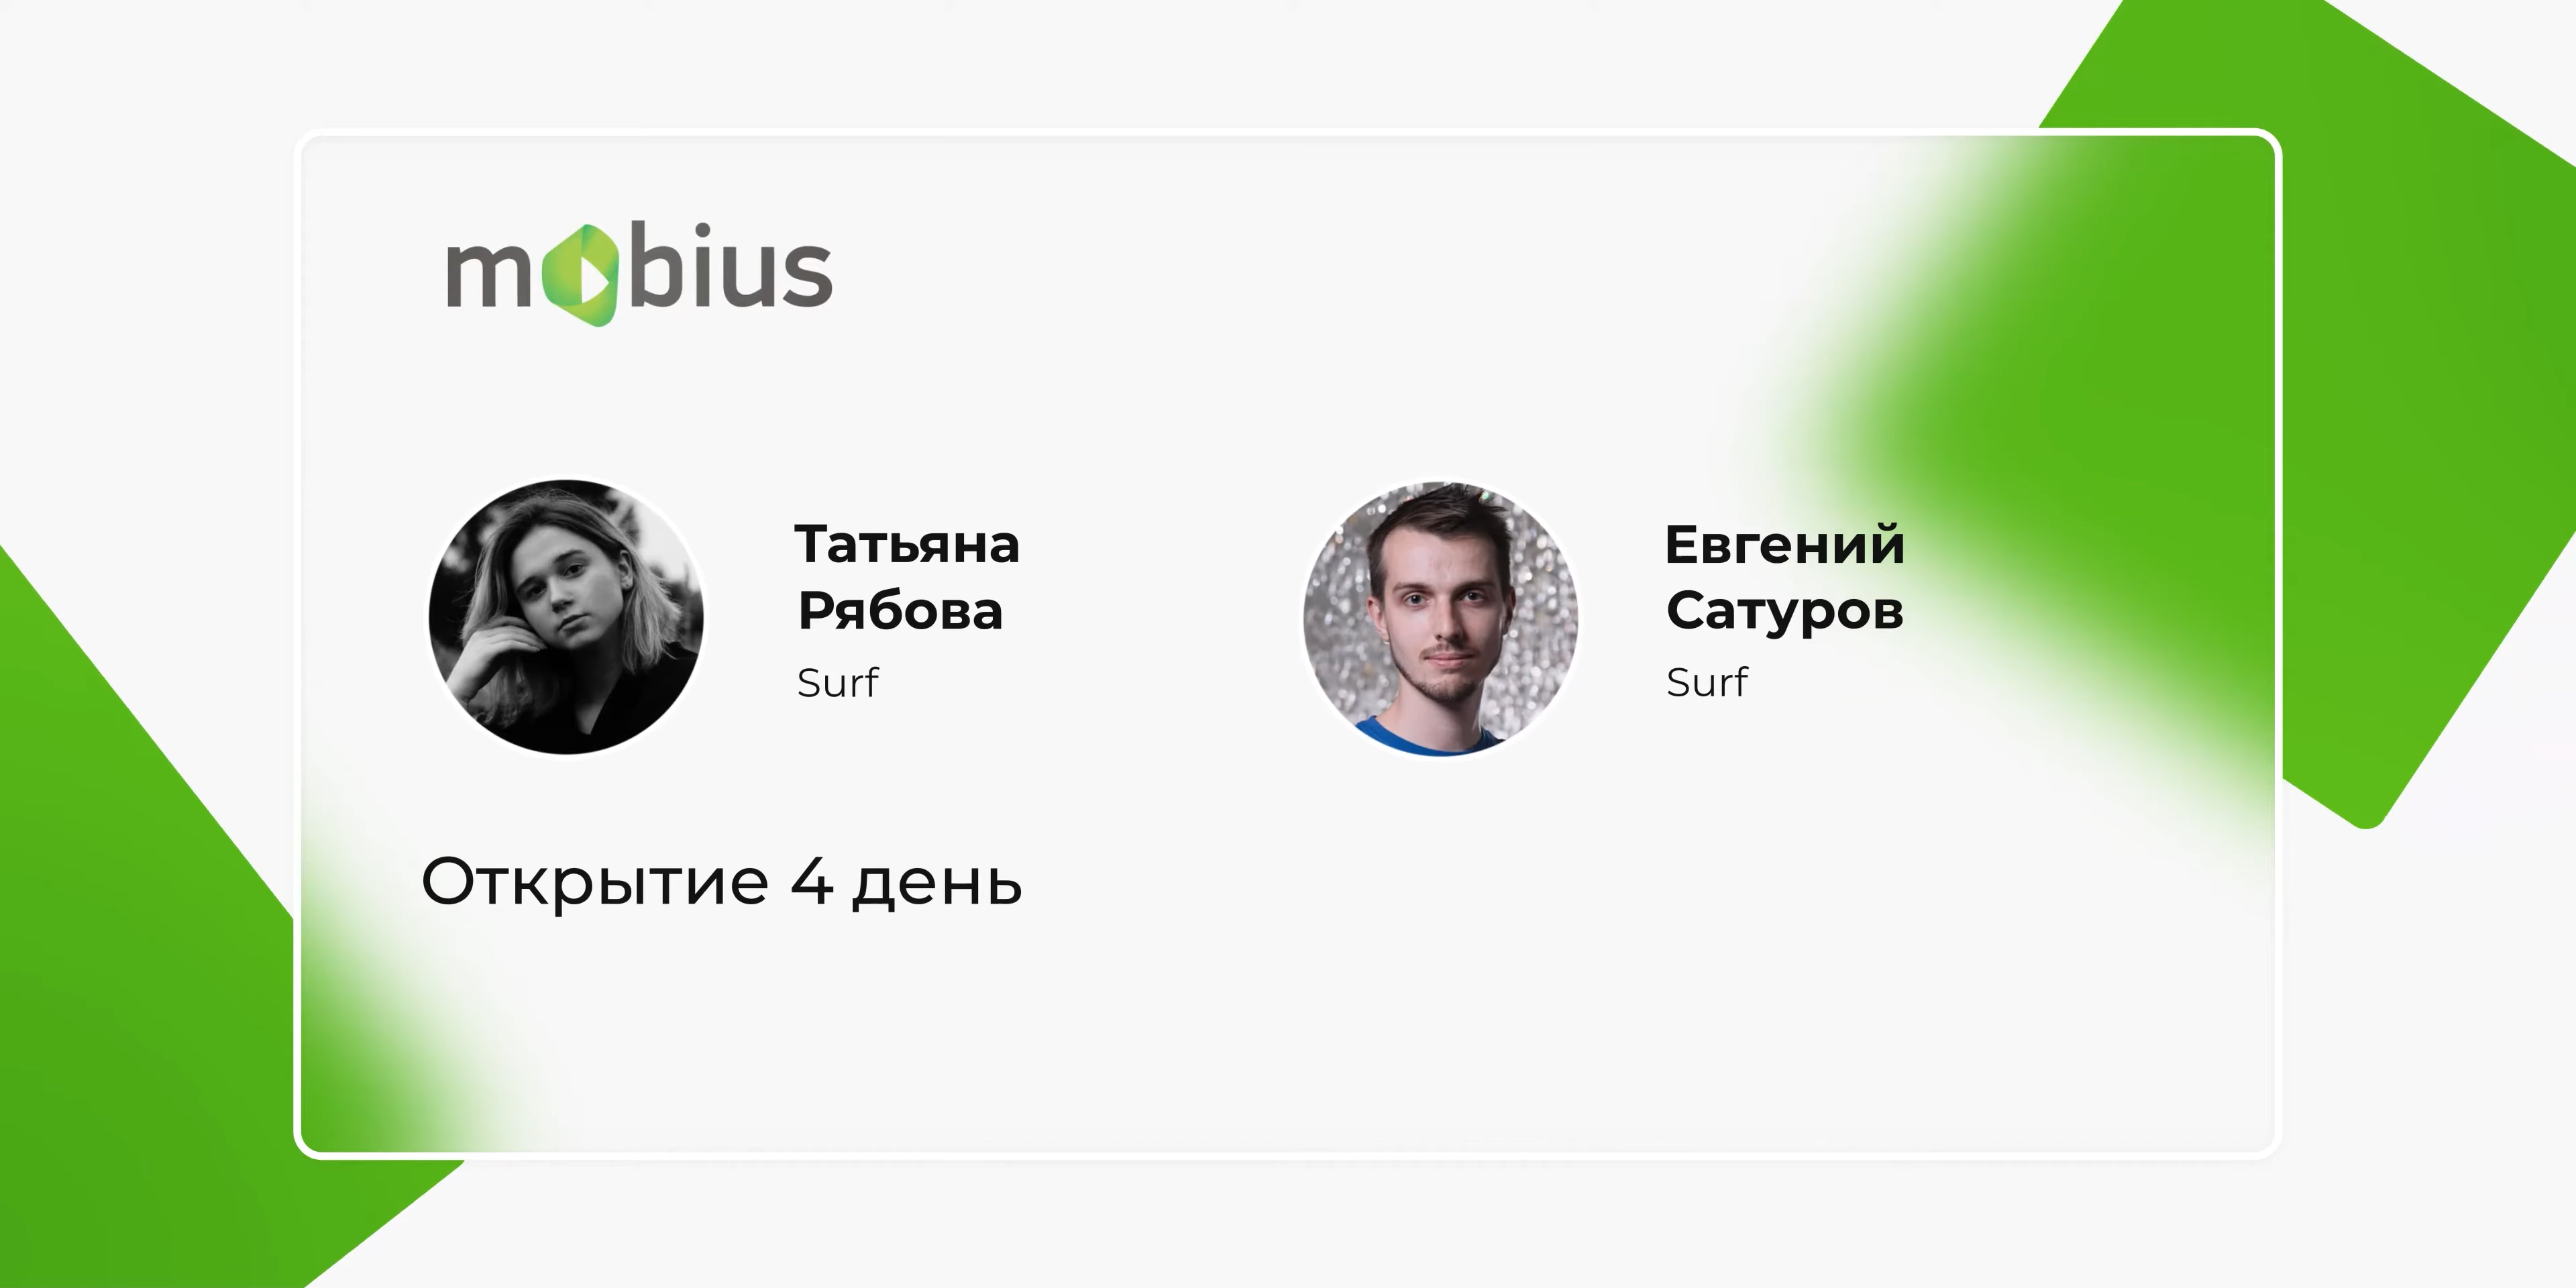 mobius
Татьяна
Рябова
Surf
Евгений
Сатуров
Surf
Открытие 4 день